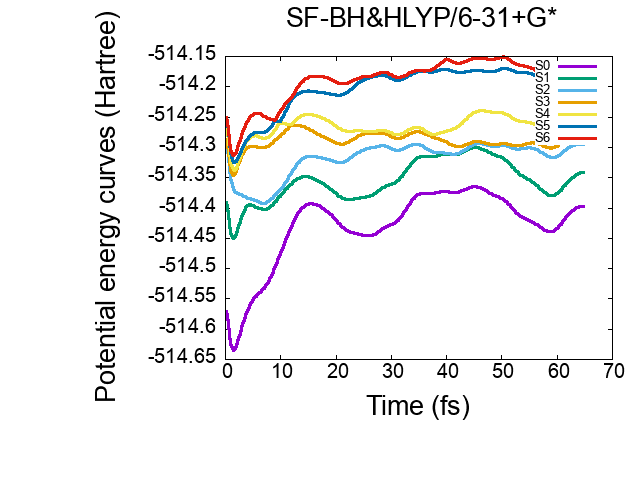 SF-BH&HLYP/6-31+G*
Potential energy curves (Hartree)
-514.15
-514.2
-514.25
-514.3
-514.35
-514.4
-514.45
-514.5
-514.55
-514.6
-514.65
S0
S1
S2
S3
S4
S5
S6
0 10 20 30 40 50 60 70
Time (fs)